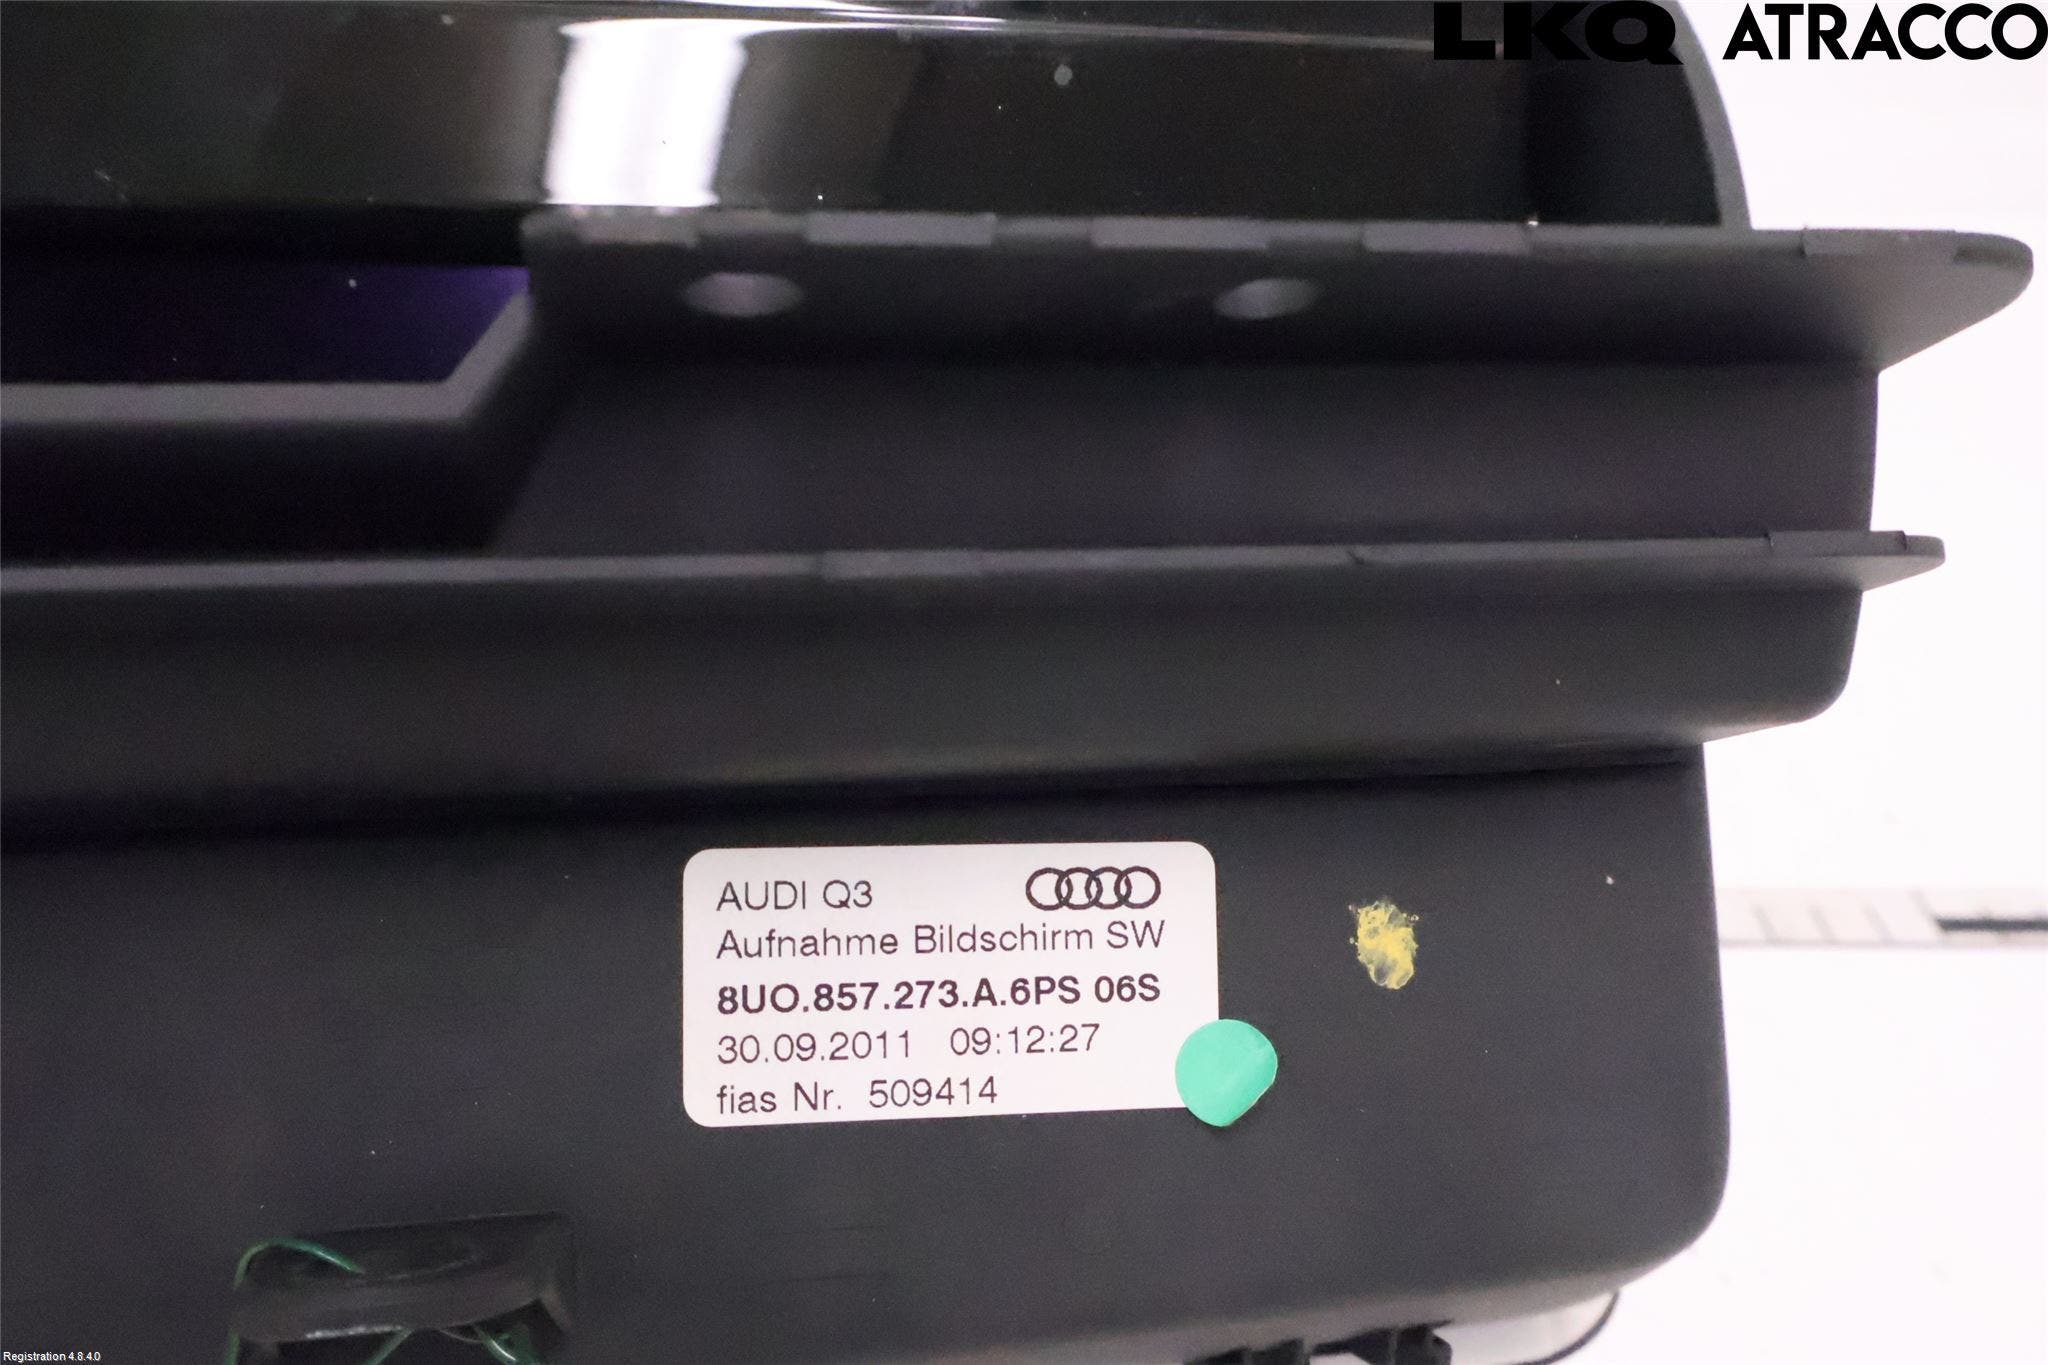 LKQ ATRACCO
AUDI Q3
Aufnahme Bildschirm SW
8UO.857.273.A.6PS 06S
30.09.2011 09:12:27
fias Nr. 509414
Registration 4.8.4.0